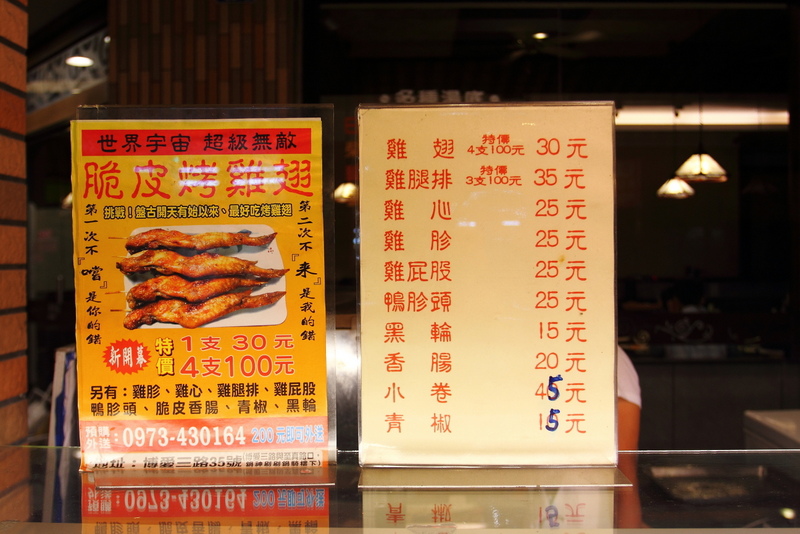 世界宇宙 超級無敵
脆皮烤雞翅
挑戰！盤古開天有始以來、最好吃烤雞翅
第一次不『嚐』是你的錯
第二次不『來』是我的錯
新開幕
特價
1支 30元
4支100元
另有：雞胗、雞心、雞腿排、雞屁股
鴨胗頭、脆皮香腸、青椒、黑輪
預購外送：0973-430164 200元即可外送
地址：博愛三路35號
雞 翅 特價 4支100元 30元
雞腿排 特價 3支100元 35元
雞 心 25元
雞 胗 25元
雞屁股 25元
鴨胗頭 25元
黑 輪 15元
香 腸 20元
小 卷 45元
青 椒 15元